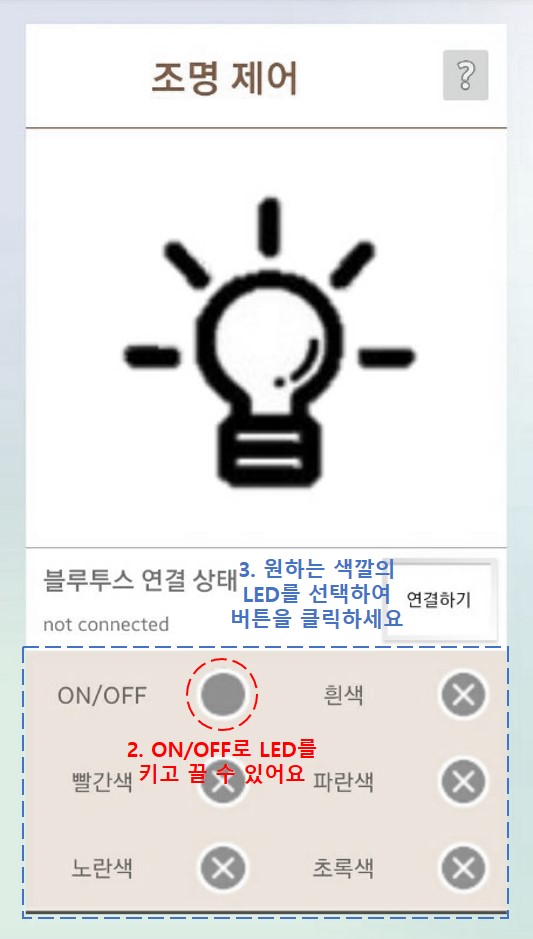 조명 제어
?
블루투스 연결 상태
not connected
3. 원하는 색깔의
LED를 선택하여
버튼을 클릭하세요
연결하기
ON/OFF
흰색
2. ON/OFF로 LED를
키고 끌 수 있어요
빨간색
파란색
노란색
초록색